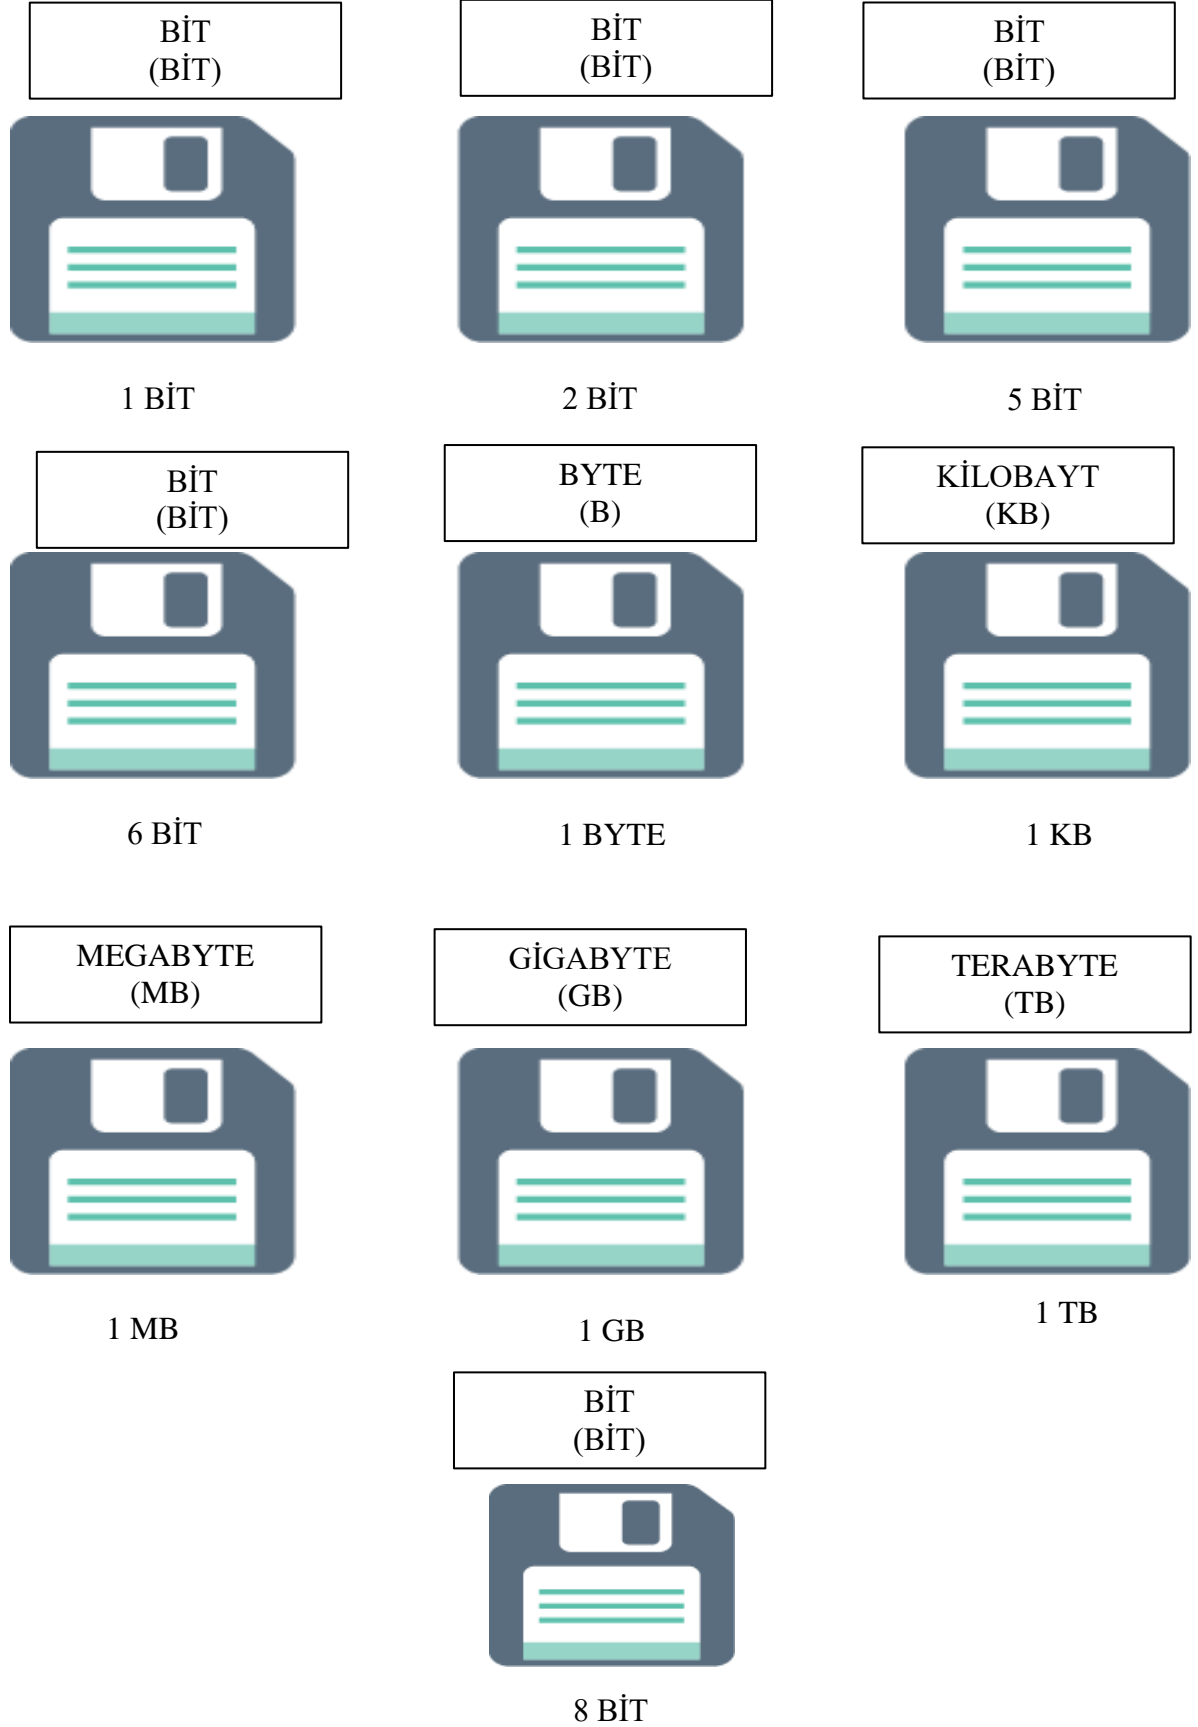 BİT
(BİT)
BİT
(BİT)
BİT
(BİT)
1 BİT
2 BİT
5 BİT
BİT
(BİT)
BYTE
(B)
KİLOBAYT
(KB)
6 BİT
1 BYTE
1 KB
MEGABYTE
(MB)
GİGABYTE
(GB)
TERABYTE
(TB)
1 MB
1 GB
1 TB
BİT
(BİT)
8 BİT